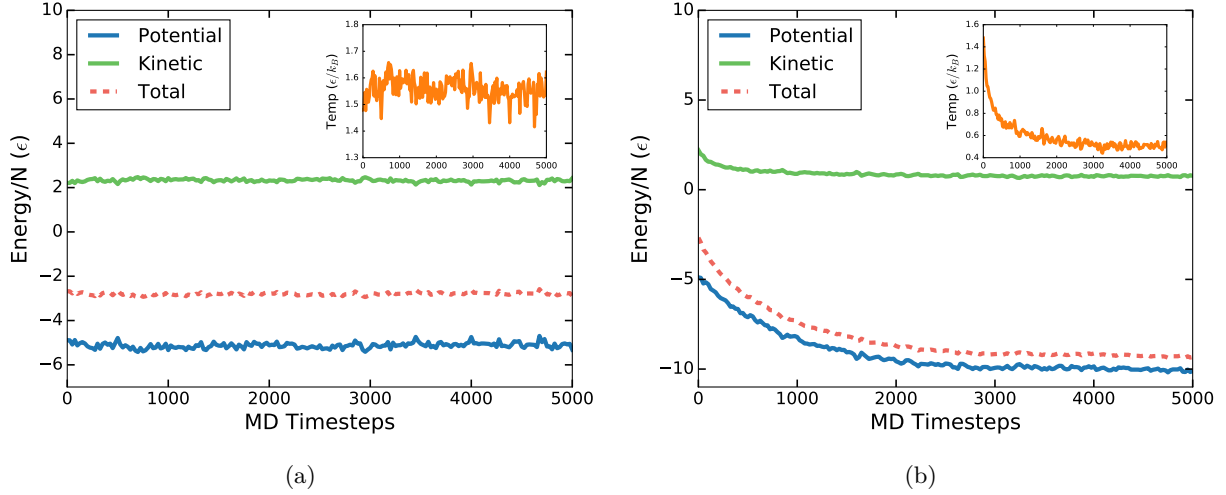 10
8
6
4
2
0
−2
−4
−6
Energy/N (ϵ)
Potential
Kinetic
Total
1.8
1.7
1.6
1.5
1.4
1.3
Temp (ϵ/k_B)
0 1000 2000 3000 4000 5000
0 1000 2000 3000 4000 5000
MD Timesteps
(a)
10
5
0
−5
−10
Energy/N (ϵ)
Potential
Kinetic
Total
1.6
1.4
1.2
1.0
0.8
0.6
0.4
Temp (ϵ/k_B)
0 1000 2000 3000 4000 5000
0 1000 2000 3000 4000 5000
MD Timesteps
(b)